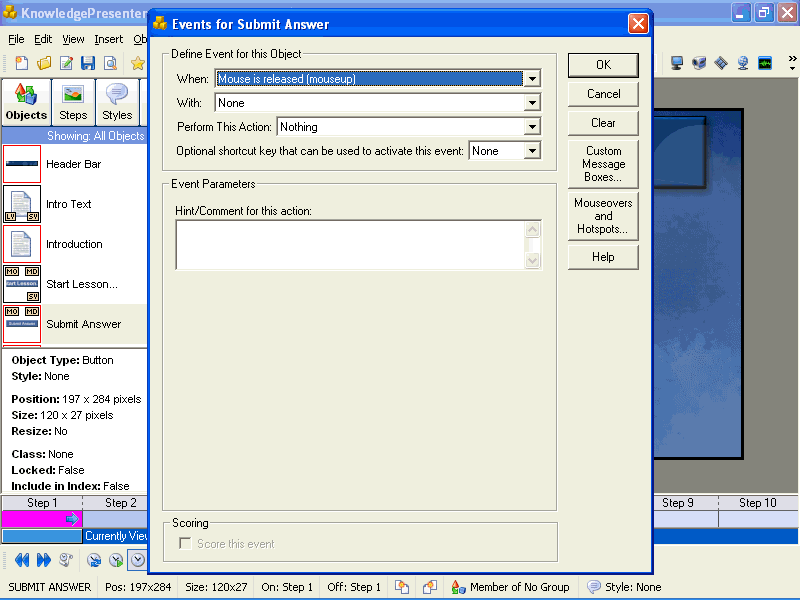 KnowledgePresenter
Events for Submit Answer
File Edit View Insert Ob
Define Event for this Object
When: Mouse is released (mouseup)
With: None
Perform This Action: Nothing
Optional shortcut key that can be used to activate this event: None
OK
Cancel
Clear
Custom
Message
Boxes...
Mouseovers
and
Hotspots...
Help
Objects Steps Styles
Showing: All Objects
Header Bar
Intro Text
LV SV
Introduction
MO MD
Start Lesson...
SV
MO MD
Submit Answer
Event Parameters
Hint/Comment for this action:
Object Type: Button
Style: None
Position: 197 x 284 pixels
Size: 120 x 27 pixels
Resize: No
Class: None
Locked: False
Include in Index: False
Scoring
Score this event
Step 1 Step 2 Step 9 Step 10
Currently View
SUBMIT ANSWER Pos: 197x284 Size: 120x27 On: Step 1 Off: Step 1 Member of No Group Style: None